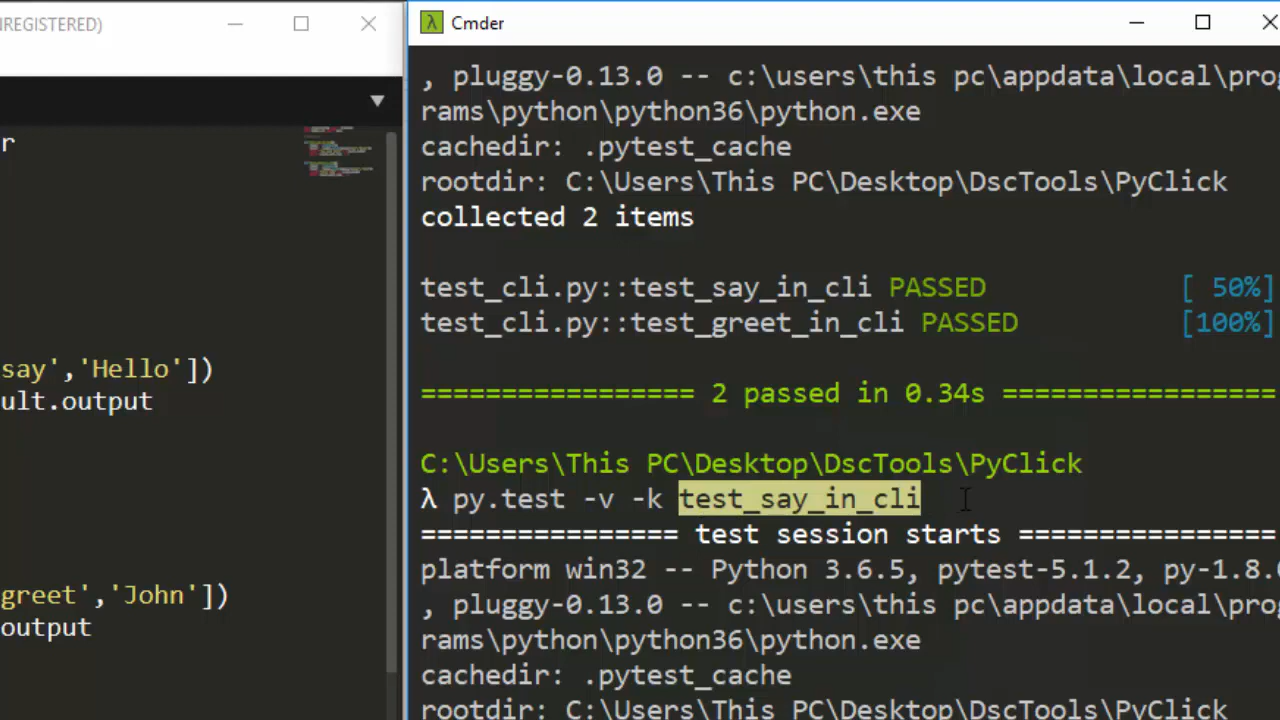 NREGISTERED)
r
say','Hello'])
ult.output
greet','John'])
output
λ Cmder
, pluggy-0.13.0 -- c:\users\this pc\appdata\local\prog
rams\python\python36\python.exe
cachedir: .pytest_cache
rootdir: C:\Users\This PC\Desktop\DscTools\PyClick
collected 2 items
test_cli.py::test_say_in_cli PASSED [ 50%]
test_cli.py::test_greet_in_cli PASSED [100%]
================= 2 passed in 0.34s =================
C:\Users\This PC\Desktop\DscTools\PyClick
λ py.test -v -k test_say_in_cli
================ test session starts ================
platform win32 -- Python 3.6.5, pytest-5.1.2, py-1.8.0
, pluggy-0.13.0 -- c:\users\this pc\appdata\local\prog
rams\python\python36\python.exe
cachedir: .pytest_cache
rootdir: C:\Users\This PC\Desktop\DscTools\PyClick